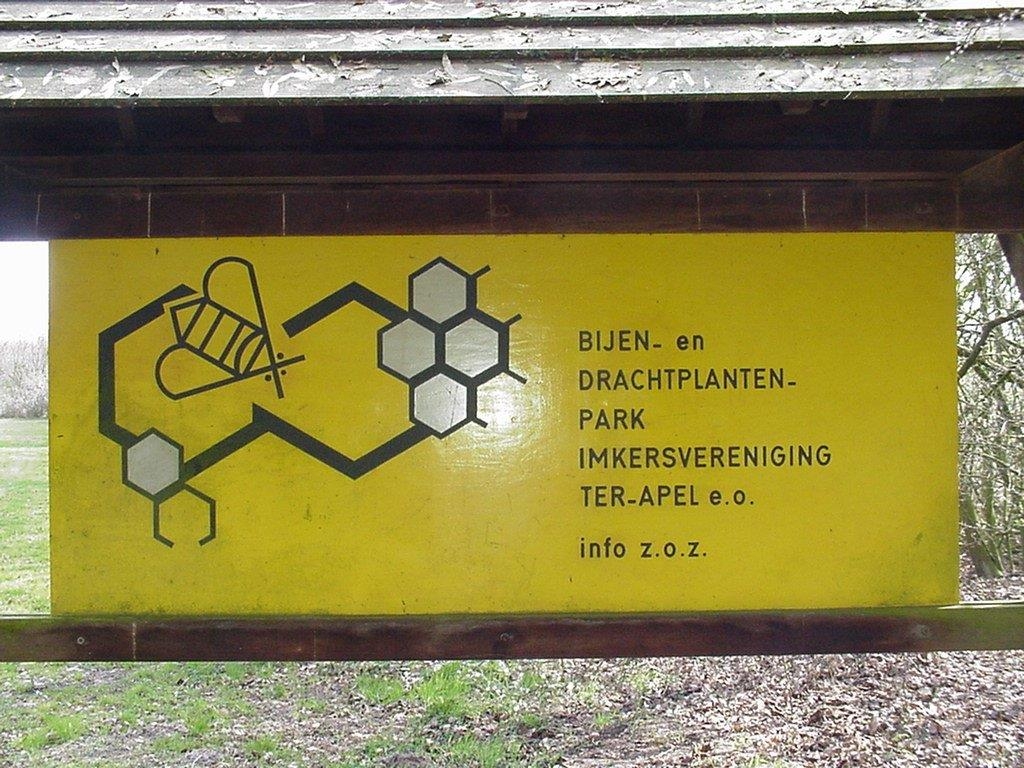 BIJEN- en
DRACHTPLANTEN-
PARK
IMKERSVERENIGING
TER-APEL e.o.
info z.o.z.